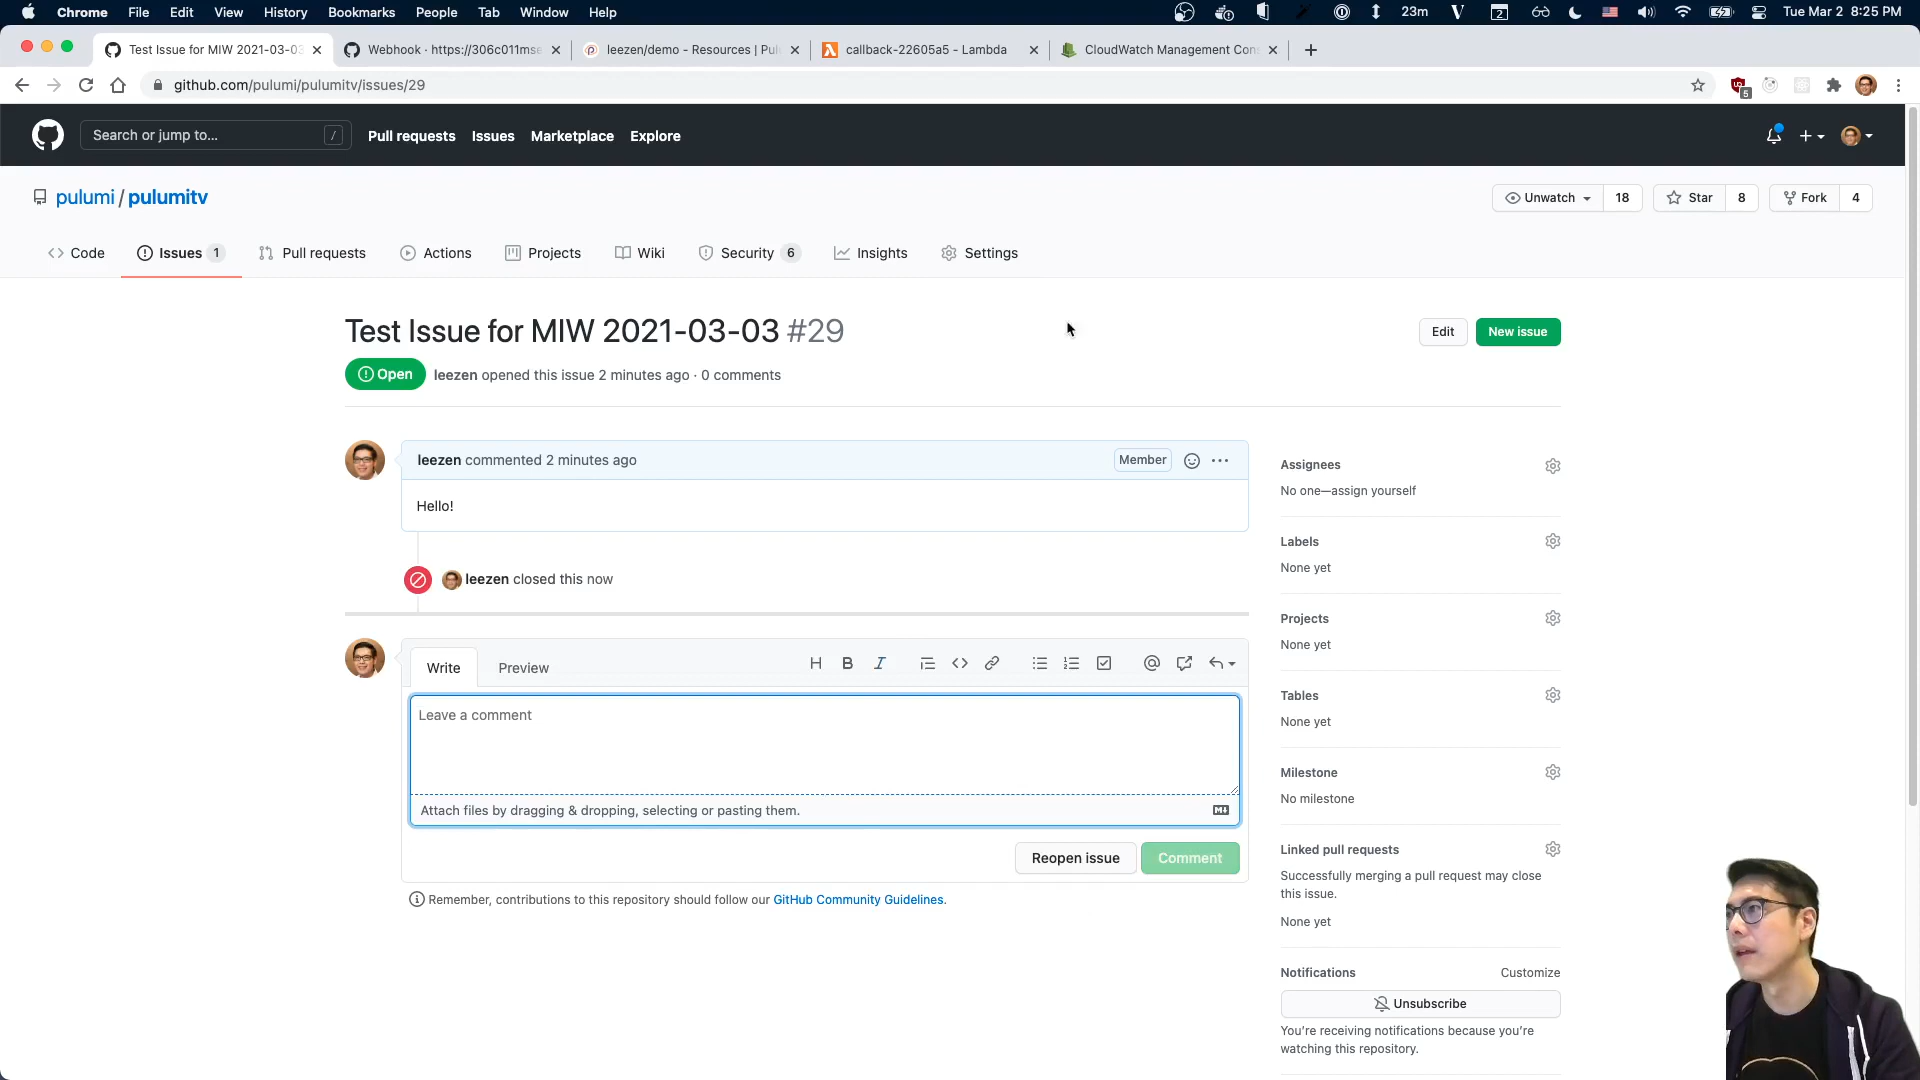 Chrome File Edit View History Bookmarks People Tab Window Help 23m V 2 Tue Mar 2 8:25 PM
Test Issue for MIW 2021-03-03
Webhook · https://306c011mse
leezen/demo - Resources | Pul
callback-22605a5 - Lambda
CloudWatch Management Con
github.com/pulumi/pulumitv/issues/29
5
Search or jump to... /
Pull requests Issues Marketplace Explore
pulumi / pulumitv
Unwatch 18 Star 8 Fork 4
Code Issues 1 Pull requests Actions Projects Wiki Security 6 Insights Settings
Test Issue for MIW 2021-03-03 #29
Edit New issue
Open leezen opened this issue 2 minutes ago · 0 comments
leezen commented 2 minutes ago Member
Hello!
leezen closed this now
Write Preview H B I
Leave a comment
Attach files by dragging & dropping, selecting or pasting them.
Reopen issue Comment
Remember, contributions to this repository should follow our GitHub Community Guidelines.
Assignees
No one—assign yourself
Labels
None yet
Projects
None yet
Tables
None yet
Milestone
No milestone
Linked pull requests
Successfully merging a pull request may close
this issue.
None yet
Notifications Customize
Unsubscribe
You're receiving notifications because you're
watching this repository.